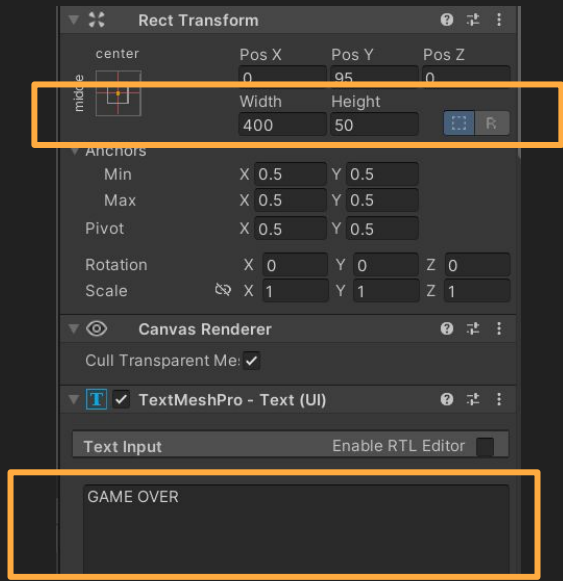 Rect Transform
center
Pos X Pos Y Pos Z
middle
0 95 0
Width Height
400 50 R
Anchors
Min X 0.5 Y 0.5
Max X 0.5 Y 0.5
Pivot X 0.5 Y 0.5
Rotation X 0 Y 0 Z 0
Scale X 1 Y 1 Z 1
Canvas Renderer
Cull Transparent Me
T TextMeshPro - Text (UI)
Text Input Enable RTL Editor
GAME OVER